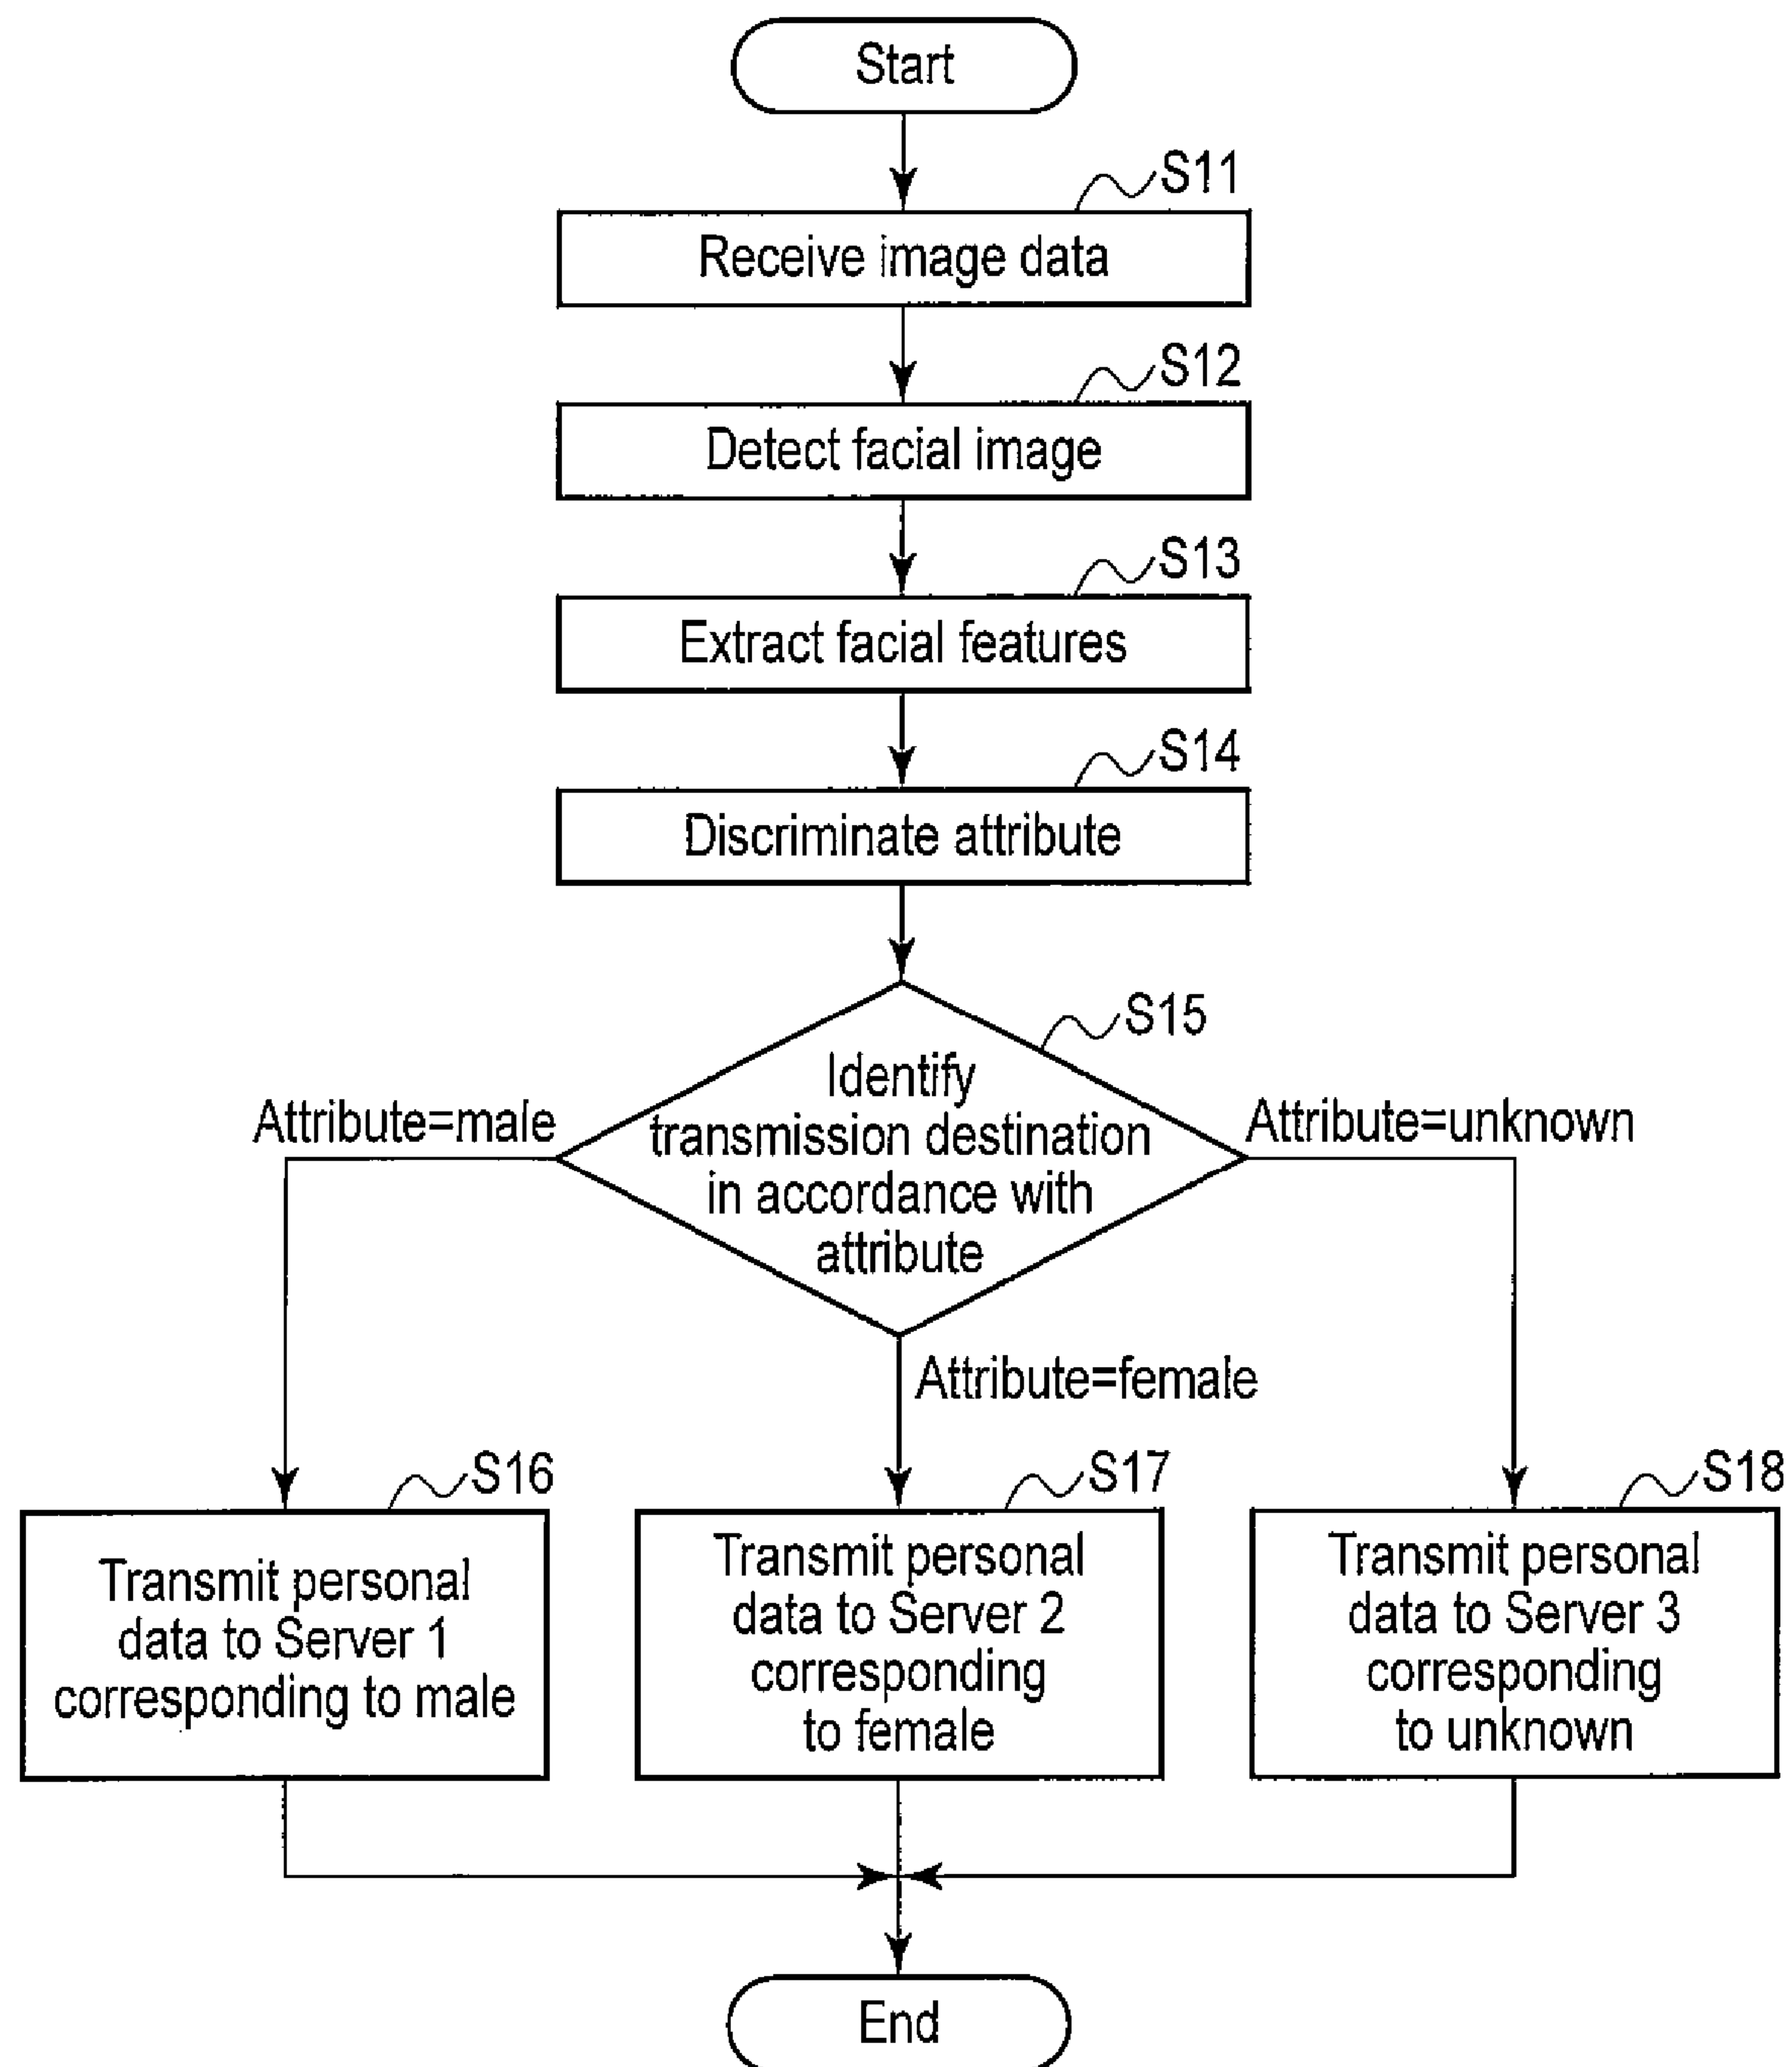 Start
S11
Receive image data
S12
Detect facial image
S13
Extract facial features
S14
Discriminate attribute
S15
Identify
transmission destination
in accordance with
attribute
Attribute=male
Attribute=unknown
Attribute=female
S16
Transmit personal
data to Server 1
corresponding to male
S17
Transmit personal
data to Server 2
corresponding
to female
S18
Transmit personal
data to Server 3
corresponding
to unknown
End